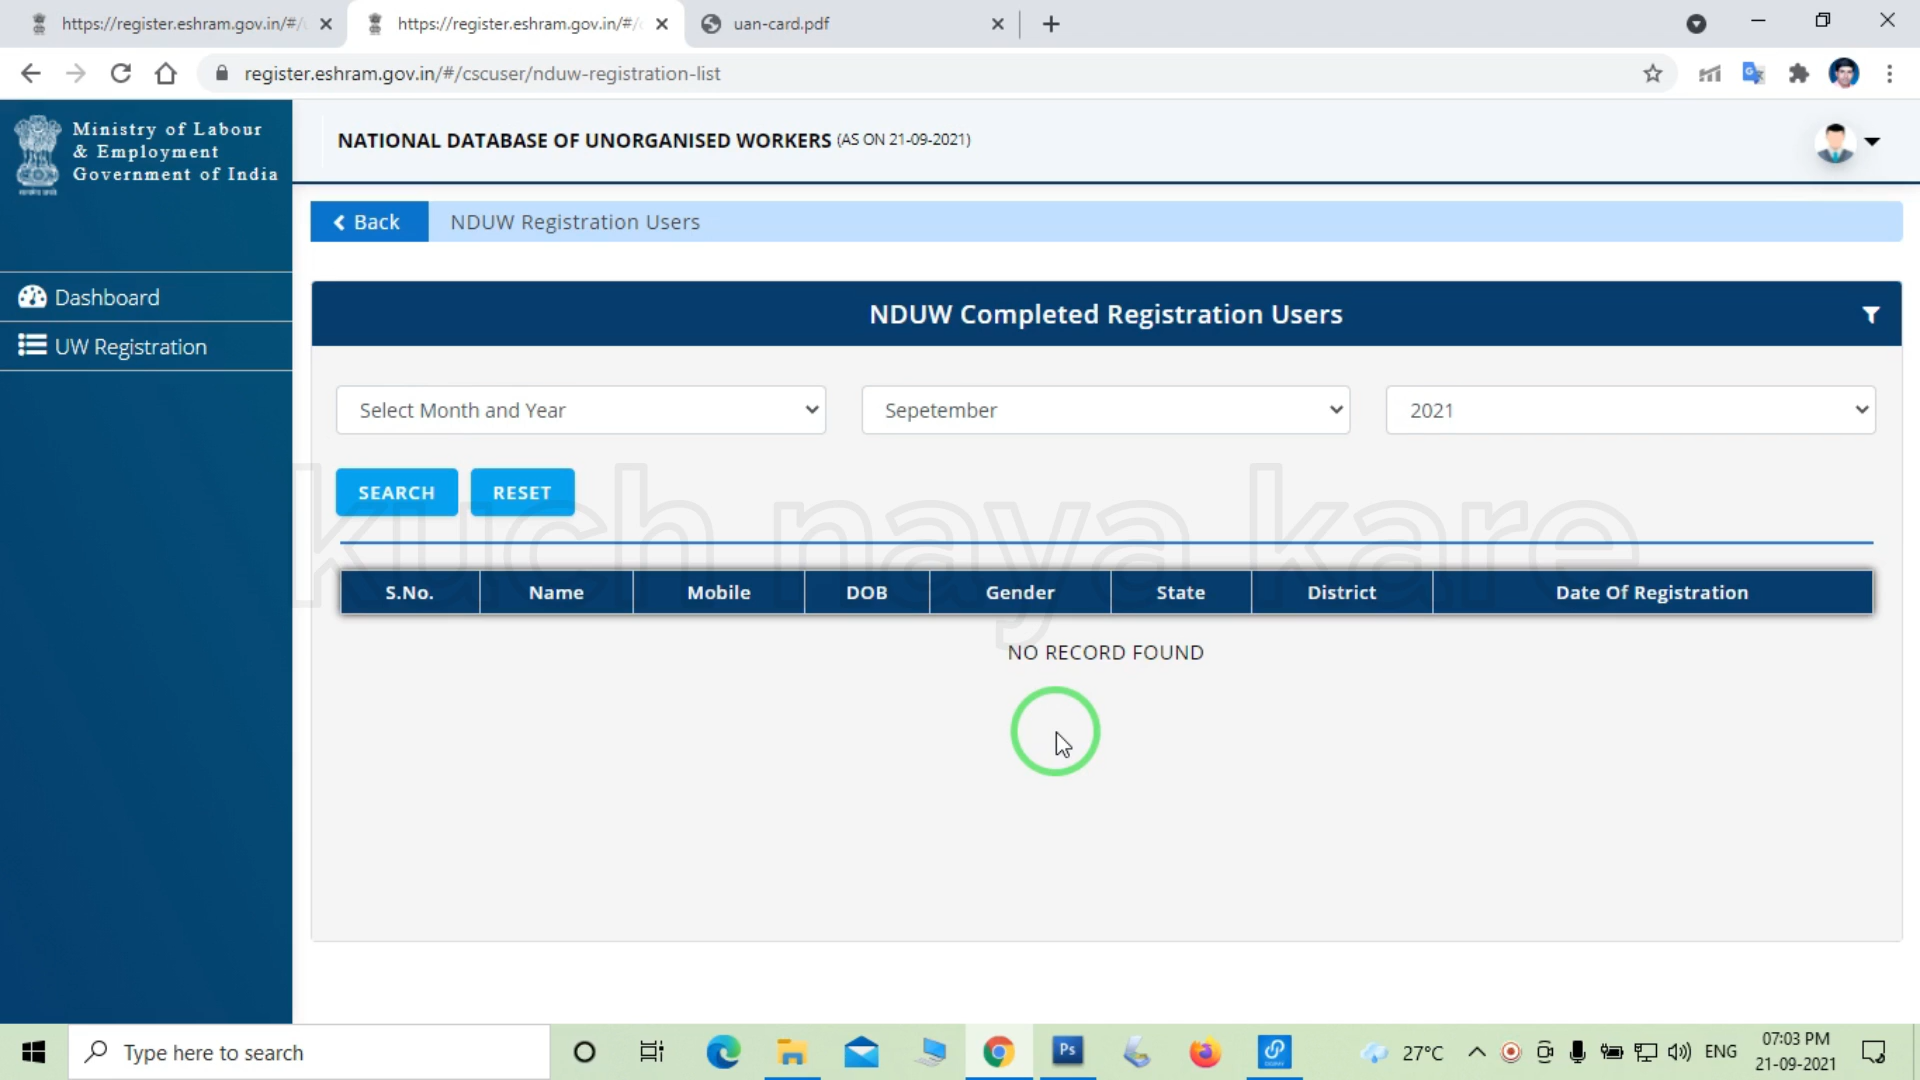 https://register.eshram.gov.in/#/
https://register.eshram.gov.in/#/
uan-card.pdf
register.eshram.gov.in/#/cscuser/nduw-registration-list
Ministry of Labour
& Employment
Government of India
NATIONAL DATABASE OF UNORGANISED WORKERS (AS ON 21-09-2021)
Back
NDUW Registration Users
Dashboard
UW Registration
NDUW Completed Registration Users
Select Month and Year
Sepetember
2021
SEARCH
RESET
kuch naya kare
S.No.
Name
Mobile
DOB
Gender
State
District
Date Of Registration
NO RECORD FOUND
Type here to search
Ps
27°C
ENG
07:03 PM
21-09-2021